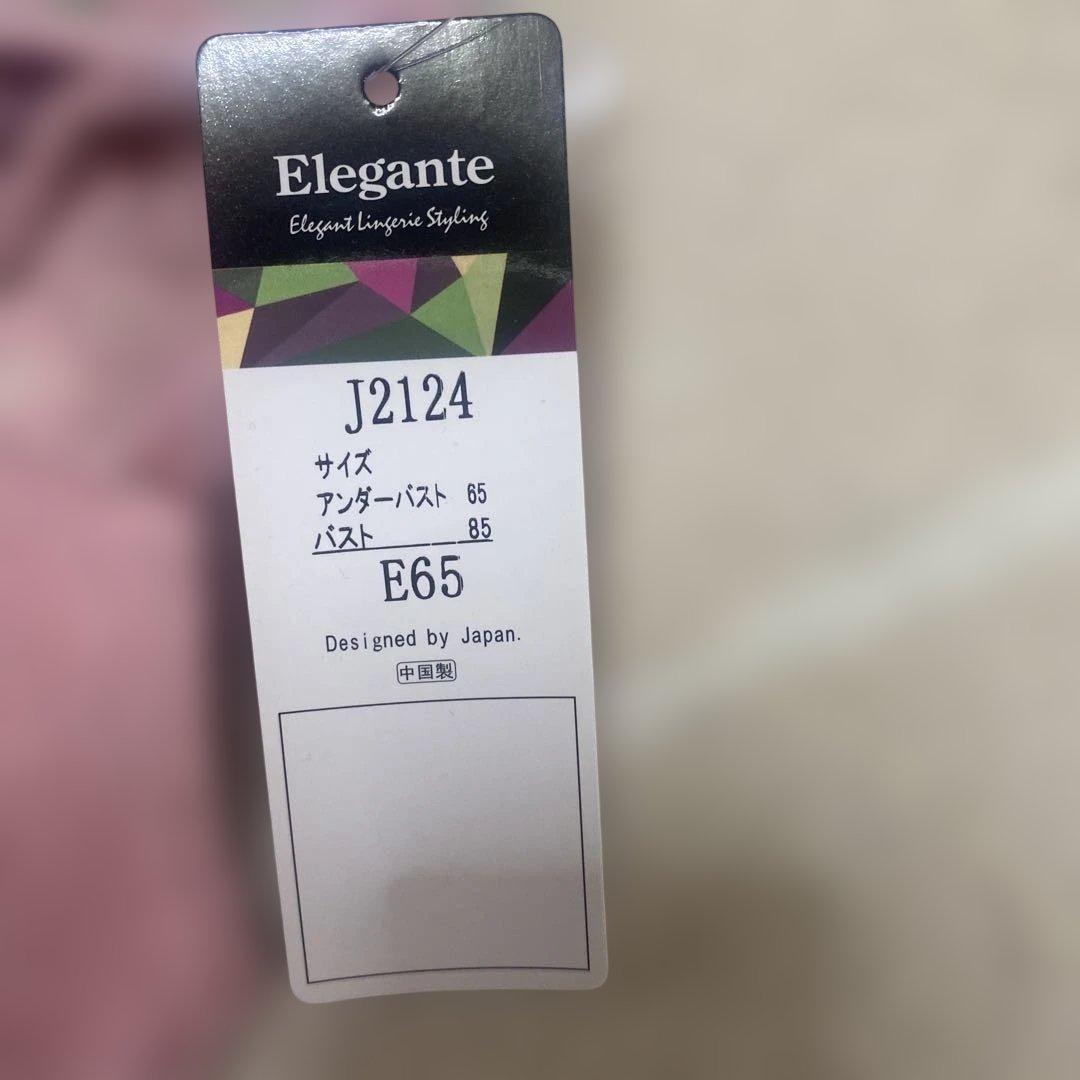 Elegante
Elegant Lingerie Styling
J2124
サイズ
アンダーバスト 65
バスト 85
E65
Designed by Japan.
中国製